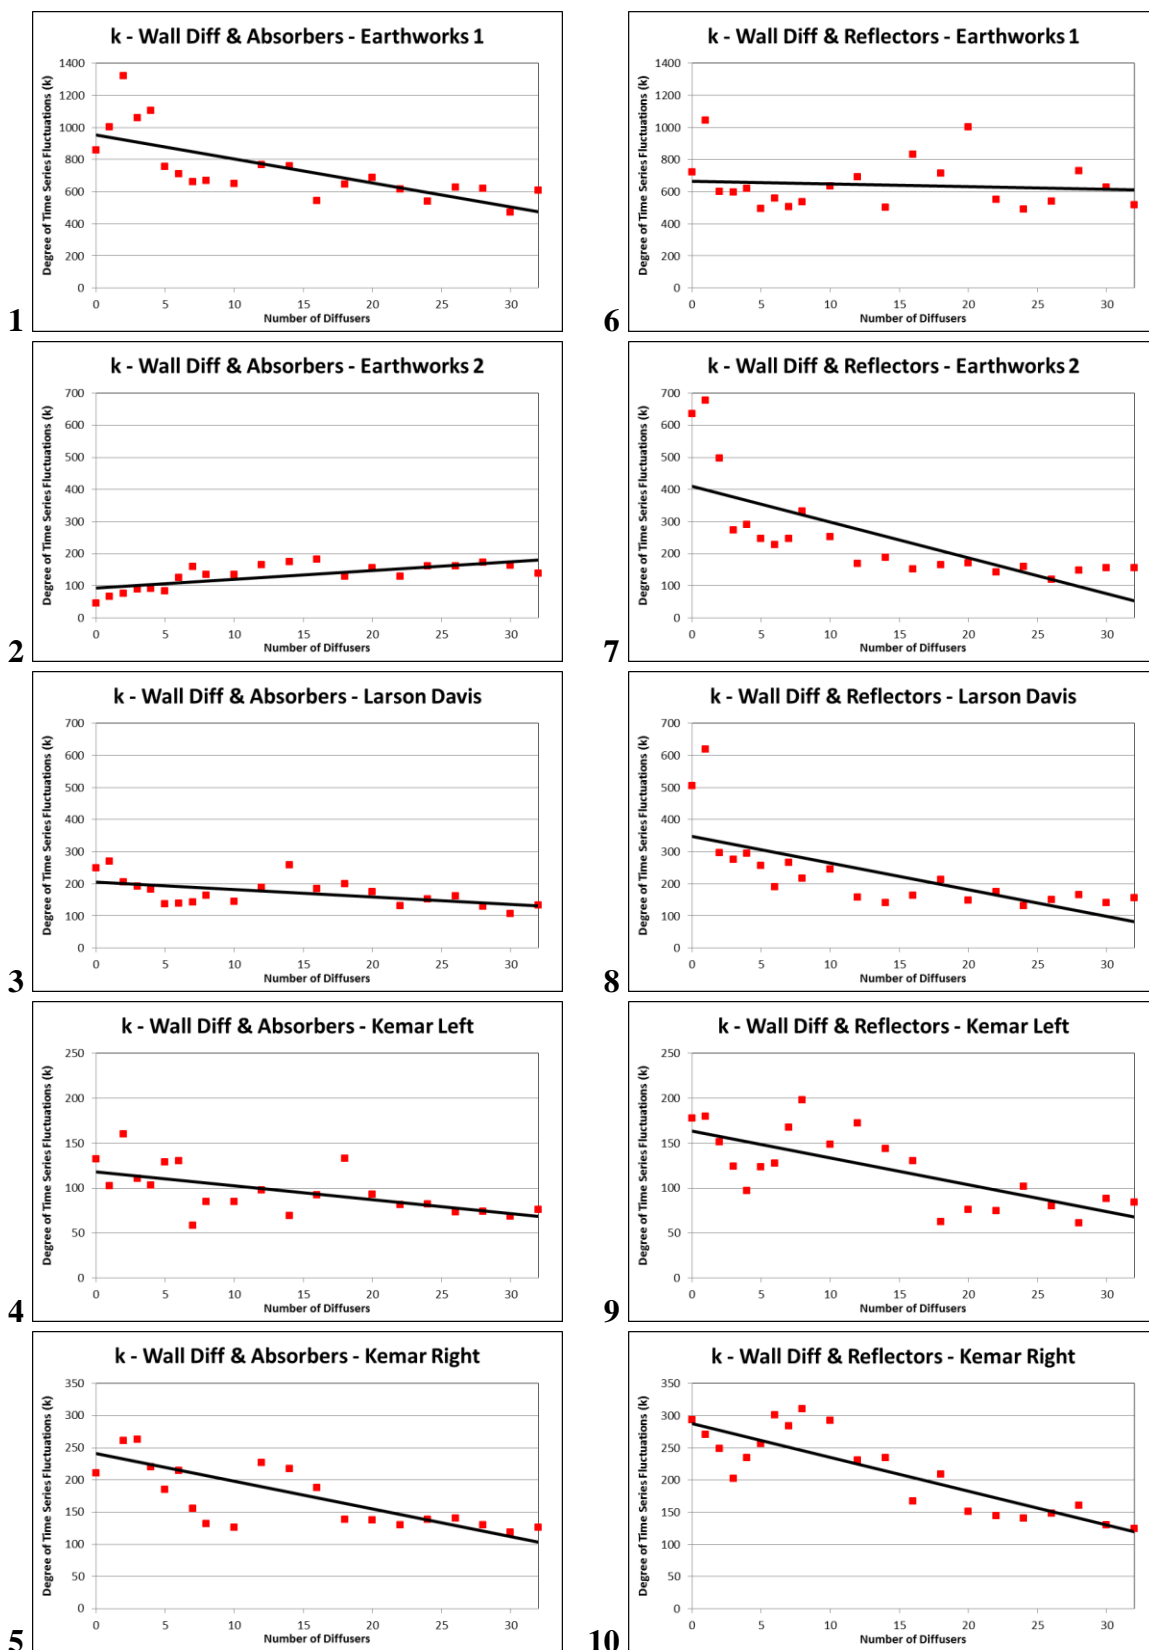 k - Wall Diff & Absorbers - Earthworks 1
Degree of Time Series Fluctuations (k)
1400
1200
1000
800
600
400
200
0
0 5 10 15 20 25 30
Number of Diffusers
1
k - Wall Diff & Reflectors - Earthworks 1
Degree of Time Series Fluctuations (k)
1400
1200
1000
800
600
400
200
0
0 5 10 15 20 25 30
Number of Diffusers
6
k - Wall Diff & Absorbers - Earthworks 2
Degree of Time Series Fluctuations (k)
700
600
500
400
300
200
100
0
0 5 10 15 20 25 30
Number of Diffusers
2
k - Wall Diff & Reflectors - Earthworks 2
Degree of Time Series Fluctuations (k)
700
600
500
400
300
200
100
0
0 5 10 15 20 25 30
Number of Diffusers
7
k - Wall Diff & Absorbers - Larson Davis
Degree of Time Series Fluctuations (k)
700
600
500
400
300
200
100
0
0 5 10 15 20 25 30
Number of Diffusers
3
k - Wall Diff & Reflectors - Larson Davis
Degree of Time Series Fluctuations (k)
700
600
500
400
300
200
100
0
0 5 10 15 20 25 30
Number of Diffusers
8
k - Wall Diff & Absorbers - Kemar Left
Degree of Time Series Fluctuations (k)
250
200
150
100
50
0
0 5 10 15 20 25 30
Number of Diffusers
4
k - Wall Diff & Reflectors - Kemar Left
Degree of Time Series Fluctuations (k)
250
200
150
100
50
0
0 5 10 15 20 25 30
Number of Diffusers
9
k - Wall Diff & Absorbers - Kemar Right
Degree of Time Series Fluctuations (k)
350
300
250
200
150
100
50
0
0 5 10 15 20 25 30
Number of Diffusers
5
k - Wall Diff & Reflectors - Kemar Right
Degree of Time Series Fluctuations (k)
350
300
250
200
150
100
50
0
0 5 10 15 20 25 30
Number of Diffusers
10